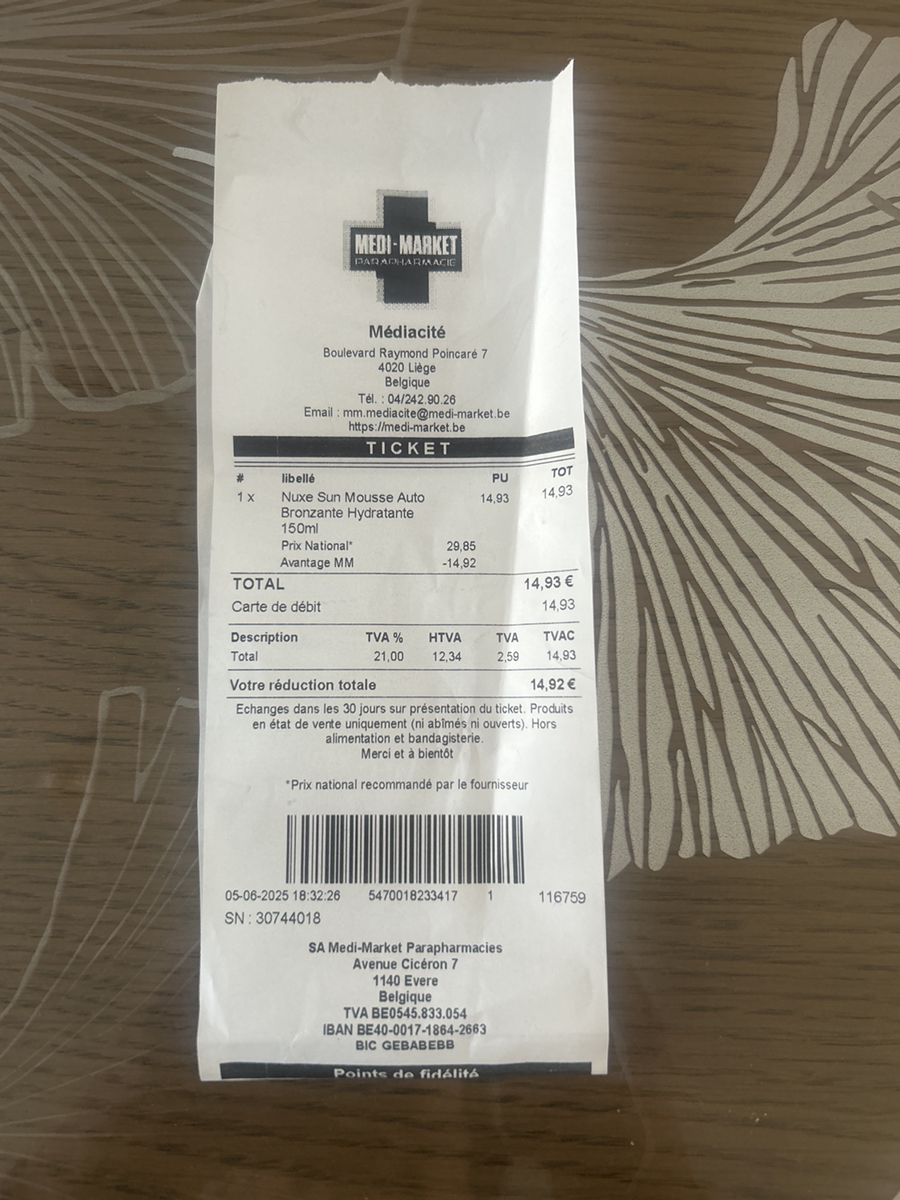 MEDI-MARKET
PARAPHARMACIE
Médiacité
Boulevard Raymond Poincaré 7
4020 Liège
Belgique
Tél. : 04/242.90.26
Email : mm.mediacite@medi-market.be
https://medi-market.be
TICKET
# libellé PU TOT
1 x Nuxe Sun Mousse Auto 14,93 14,93
Bronzante Hydratante
150ml
Prix National* 29,85
Avantage MM -14,92
TOTAL 14,93 €
Carte de débit 14,93
Description TVA % HTVA TVA TVAC
Total 21,00 12,34 2,59 14,93
Votre réduction totale 14,92 €
Echanges dans les 30 jours sur présentation du ticket. Produits
en état de vente uniquement (ni abîmés ni ouverts). Hors
alimentation et bandagisterie.
Merci et à bientôt
*Prix national recommandé par le fournisseur
05-06-2025 18:32:26 5470018233417 1 116759
SN : 30744018
SA Medi-Market Parapharmacies
Avenue Cicéron 7
1140 Evere
Belgique
TVA BE0545.833.054
IBAN BE40-0017-1864-2663
BIC GEBABEBB
Points de fidélité